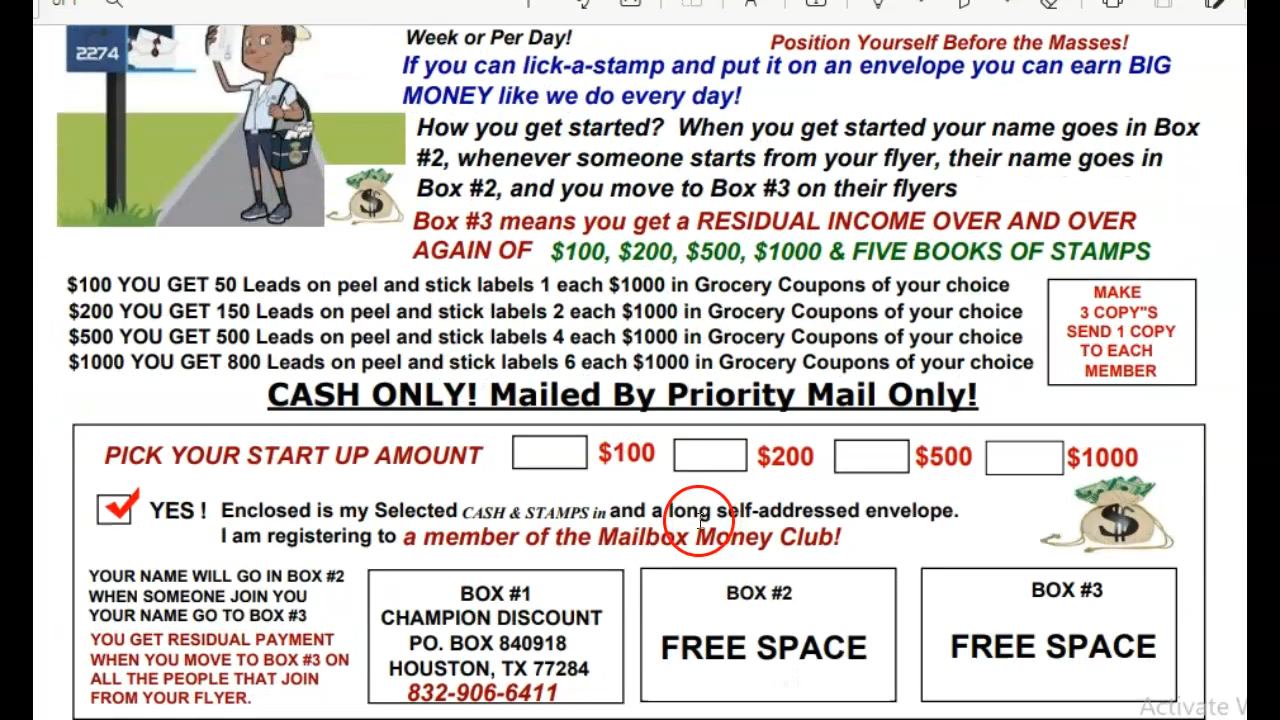 2274
Week or Per Day!
Position Yourself Before the Masses!
If you can lick-a-stamp and put it on an envelope you can earn BIG
MONEY like we do every day!
How you get started? When you get started your name goes in Box
#2, whenever someone starts from your flyer, their name goes in
Box #2, and you move to Box #3 on their flyers
Box #3 means you get a RESIDUAL INCOME OVER AND OVER
AGAIN OF $100, $200, $500, $1000 & FIVE BOOKS OF STAMPS
$100 YOU GET 50 Leads on peel and stick labels 1 each $1000 in Grocery Coupons of your choice
$200 YOU GET 150 Leads on peel and stick labels 2 each $1000 in Grocery Coupons of your choice
$500 YOU GET 500 Leads on peel and stick labels 4 each $1000 in Grocery Coupons of your choice
$1000 YOU GET 800 Leads on peel and stick labels 6 each $1000 in Grocery Coupons of your choice
MAKE
3 COPY"S
SEND 1 COPY
TO EACH
MEMBER
CASH ONLY! Mailed By Priority Mail Only!
PICK YOUR START UP AMOUNT $100 $200 $500 $1000
YES ! Enclosed is my Selected CASH & STAMPS in and a long self-addressed envelope.
I am registering to a member of the Mailbox Money Club!
YOUR NAME WILL GO IN BOX #2
WHEN SOMEONE JOIN YOU
YOUR NAME GO TO BOX #3
YOU GET RESIDUAL PAYMENT
WHEN YOU MOVE TO BOX #3 ON
ALL THE PEOPLE THAT JOIN
FROM YOUR FLYER.
BOX #1
CHAMPION DISCOUNT
PO. BOX 840918
HOUSTON, TX 77284
832-906-6411
BOX #2
FREE SPACE
BOX #3
FREE SPACE
Activate